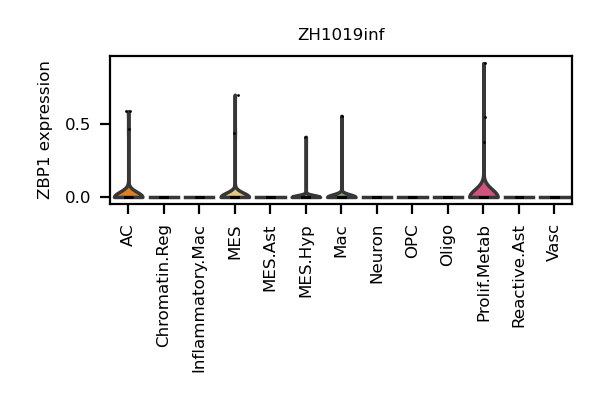 ZH1019inf
ZBP1 expression
0.5
0.0
AC
Chromatin.Reg
Inflammatory.Mac
MES
MES.Ast
MES.Hyp
Mac
Neuron
OPC
Oligo
Prolif.Metab
Reactive.Ast
Vasc